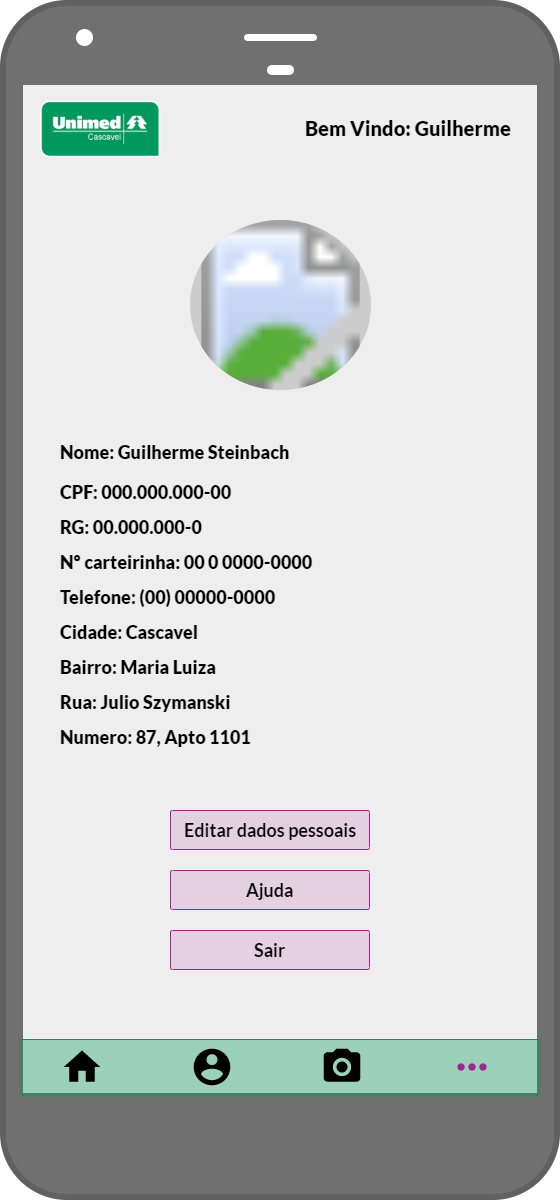 Unimed
Cascavel
Bem Vindo: Guilherme
Nome: Guilherme Steinbach
CPF: 000.000.000-00
RG: 00.000.000-0
Nº carteirinha: 00 0 0000-0000
Telefone: (00) 00000-0000
Cidade: Cascavel
Bairro: Maria Luiza
Rua: Julio Szymanski
Numero: 87, Apto 1101
Editar dados pessoais
Ajuda
Sair